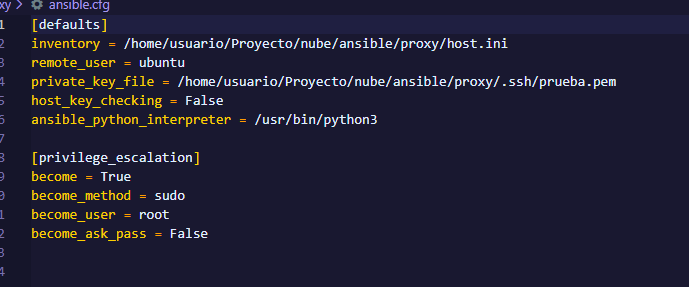 xy > ansible.cfg
1 [defaults]
2 inventory = /home/usuario/Proyecto/nube/ansible/proxy/host.ini
3 remote_user = ubuntu
4 private_key_file = /home/usuario/Proyecto/nube/ansible/proxy/.ssh/prueba.pem
5 host_key_checking = False
6 ansible_python_interpreter = /usr/bin/python3
7
8 [privilege_escalation]
9 become = True
0 become_method = sudo
1 become_user = root
2 become_ask_pass = False
3
4